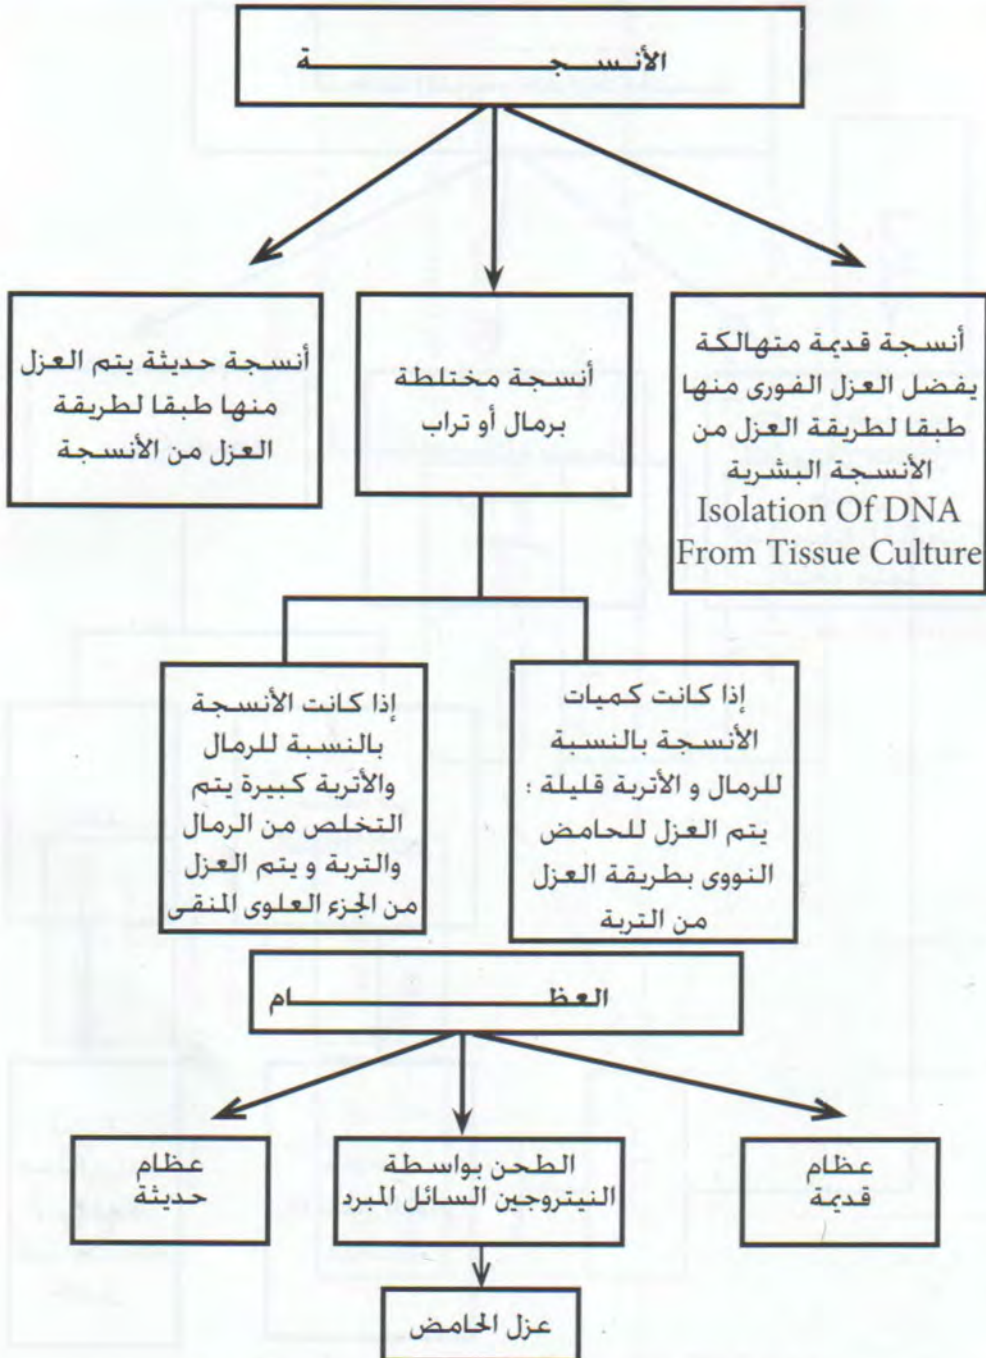 الأنسجة
أنسجة قديمة متهالكة
يفضل العزل الفورى منها
طبقا لطريقة العزل من
الأنسجة البشرية
Isolation Of DNA
From Tissue Culture
أنسجة مختلطة
برمال أو تراب
أنسجة حديثة يتم العزل
منها طبقا لطريقة
العزل من الأنسجة
إذا كانت كميات
الأنسجة بالنسبة
للرمال و الأتربة قليلة :
يتم العزل للحامض
النووى بطريقة العزل
من التربة
إذا كانت الأنسجة
بالنسبة للرمال
والأتربة كبيرة يتم
التخلص من الرمال
والتربة و يتم العزل
من الجزء العلوى المنقى
العظام
عظام
قديمة
الطحن بواسطة
النيتروجين السائل المبرد
عظام
حديثة
عزل الحامض